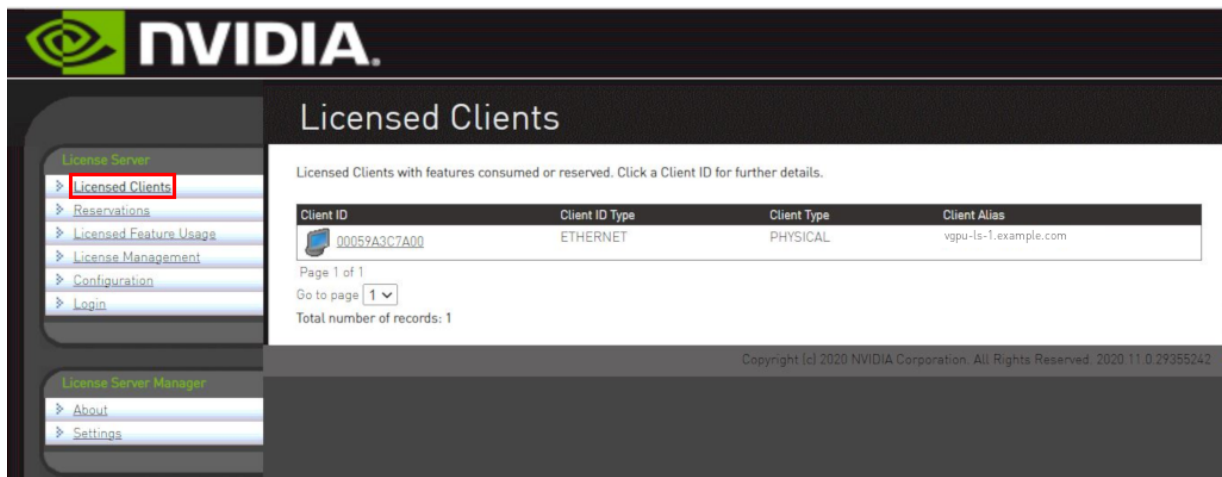 NVIDIA.
Licensed Clients
License Server
Licensed Clients
Reservations
Licensed Feature Usage
License Management
Configuration
Login
License Server Manager
About
Settings
Licensed Clients with features consumed or reserved. Click a Client ID for further details.
Client ID Client ID Type Client Type Client Alias
00059A3C7A00 ETHERNET PHYSICAL vgpu-ls-1.example.com
Page 1 of 1
Go to page 1
Total number of records: 1
Copyright (c) 2020 NVIDIA Corporation. All Rights Reserved. 2020 11.0.29355242